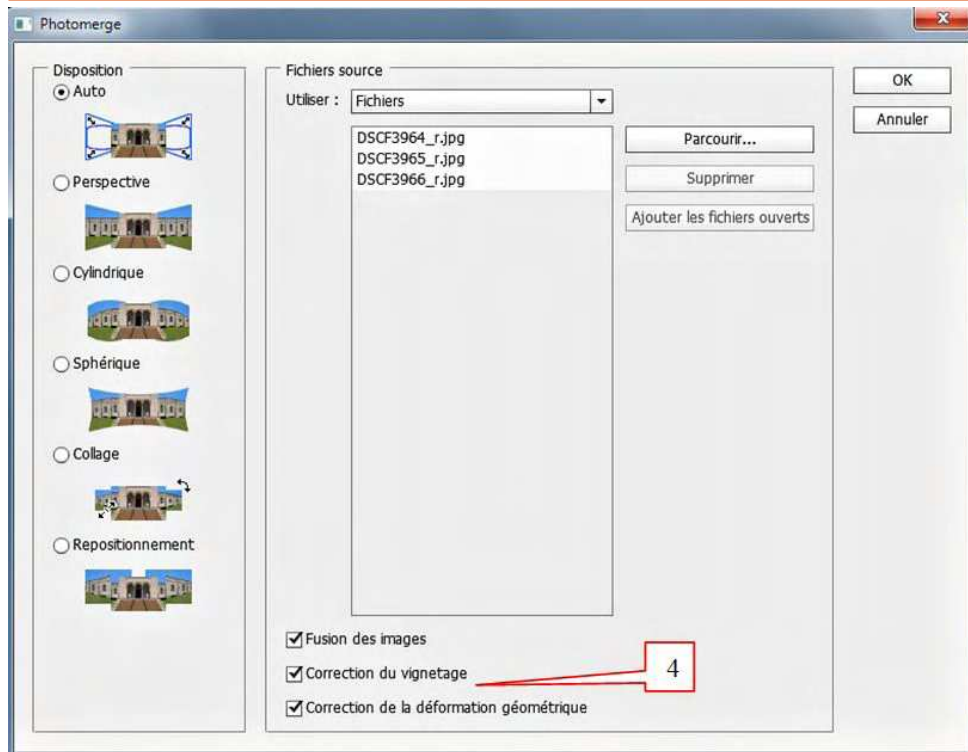 Photomerge
Disposition
Auto
Perspective
Cylindrique
Sphérique
Collage
Repositionnement
Fichiers source
Utiliser : Fichiers
DSCF3964_r.jpg
DSCF3965_r.jpg
DSCF3966_r.jpg
Parcourir...
Supprimer
Ajouter les fichiers ouverts
Fusion des images
Correction du vignetage
4
Correction de la déformation géométrique
OK
Annuler